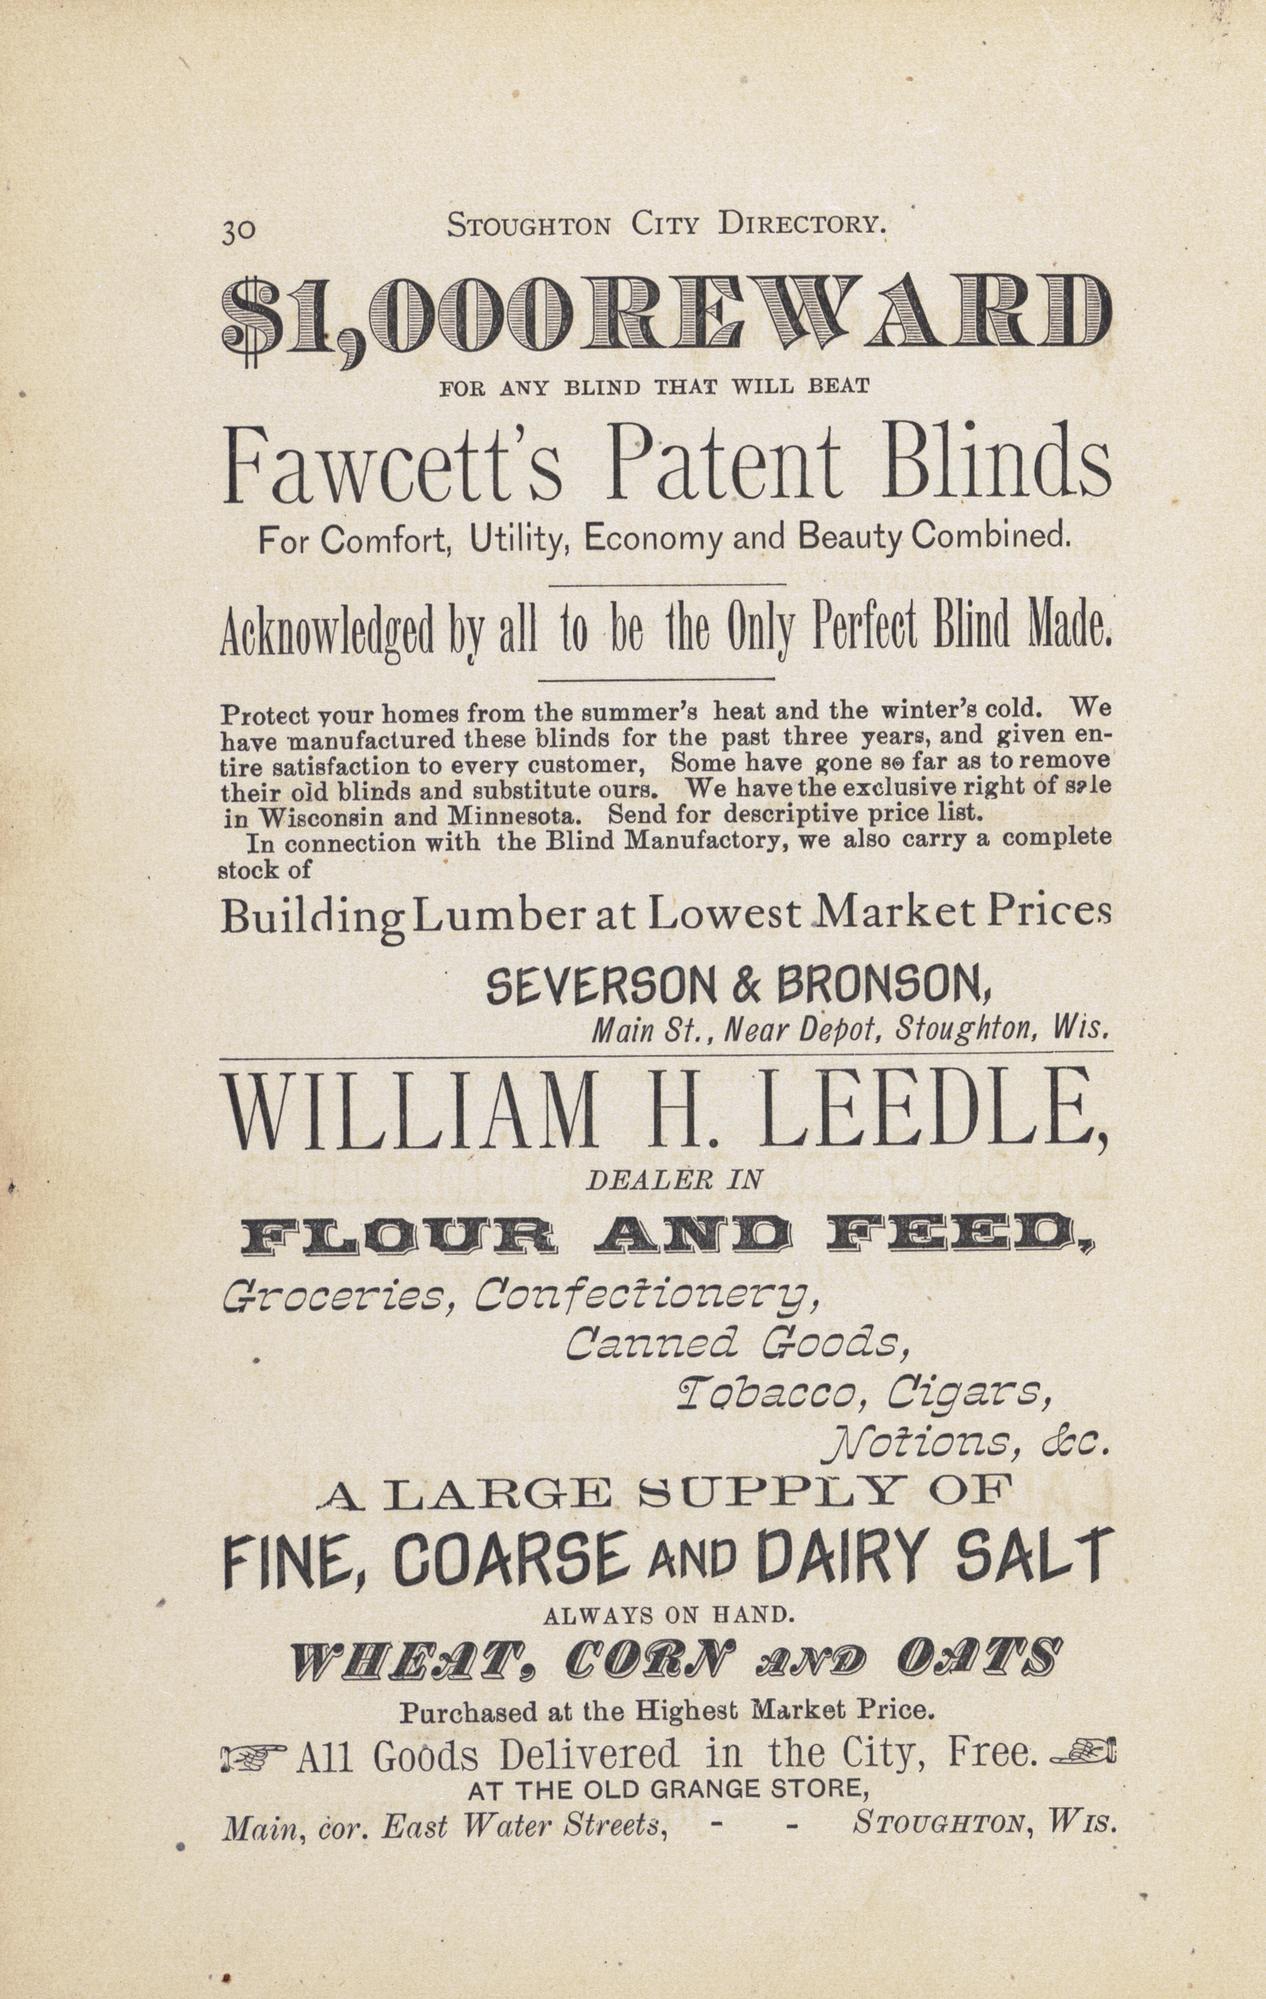 30 STOUGHTON CITY DIRECTORY.
$1,000 REWARD
FOR ANY BLIND THAT WILL BEAT
Fawcett's Patent Blinds
For Comfort, Utility, Economy and Beauty Combined.
Acknowledged by all to be the Only Perfect Blind Made.
Protect your homes from the summer's heat and the winter's cold. We
have manufactured these blinds for the past three years, and given en-
tire satisfaction to every customer, Some have gone so far as to remove
their old blinds and substitute ours. We have the exclusive right of sale
in Wisconsin and Minnesota. Send for descriptive price list.
In connection with the Blind Manufactory, we also carry a complete
stock of
Building Lumber at Lowest Market Prices
SEVERSON & BRONSON,
Main St., Near Depot, Stoughton, Wis.
WILLIAM H. LEEDLE,
DEALER IN
FLOUR AND FEED,
Groceries, Confectionery,
Canned Goods,
Tobacco, Cigars,
Notions, &c.
A LARGE SUPPLY OF
FINE, COARSE AND DAIRY SALT
ALWAYS ON HAND.
WHEAT, CORN AND OATS
Purchased at the Highest Market Price.
All Goods Delivered in the City, Free.
AT THE OLD GRANGE STORE,
Main, cor. East Water Streets, - - STOUGHTON, WIS.